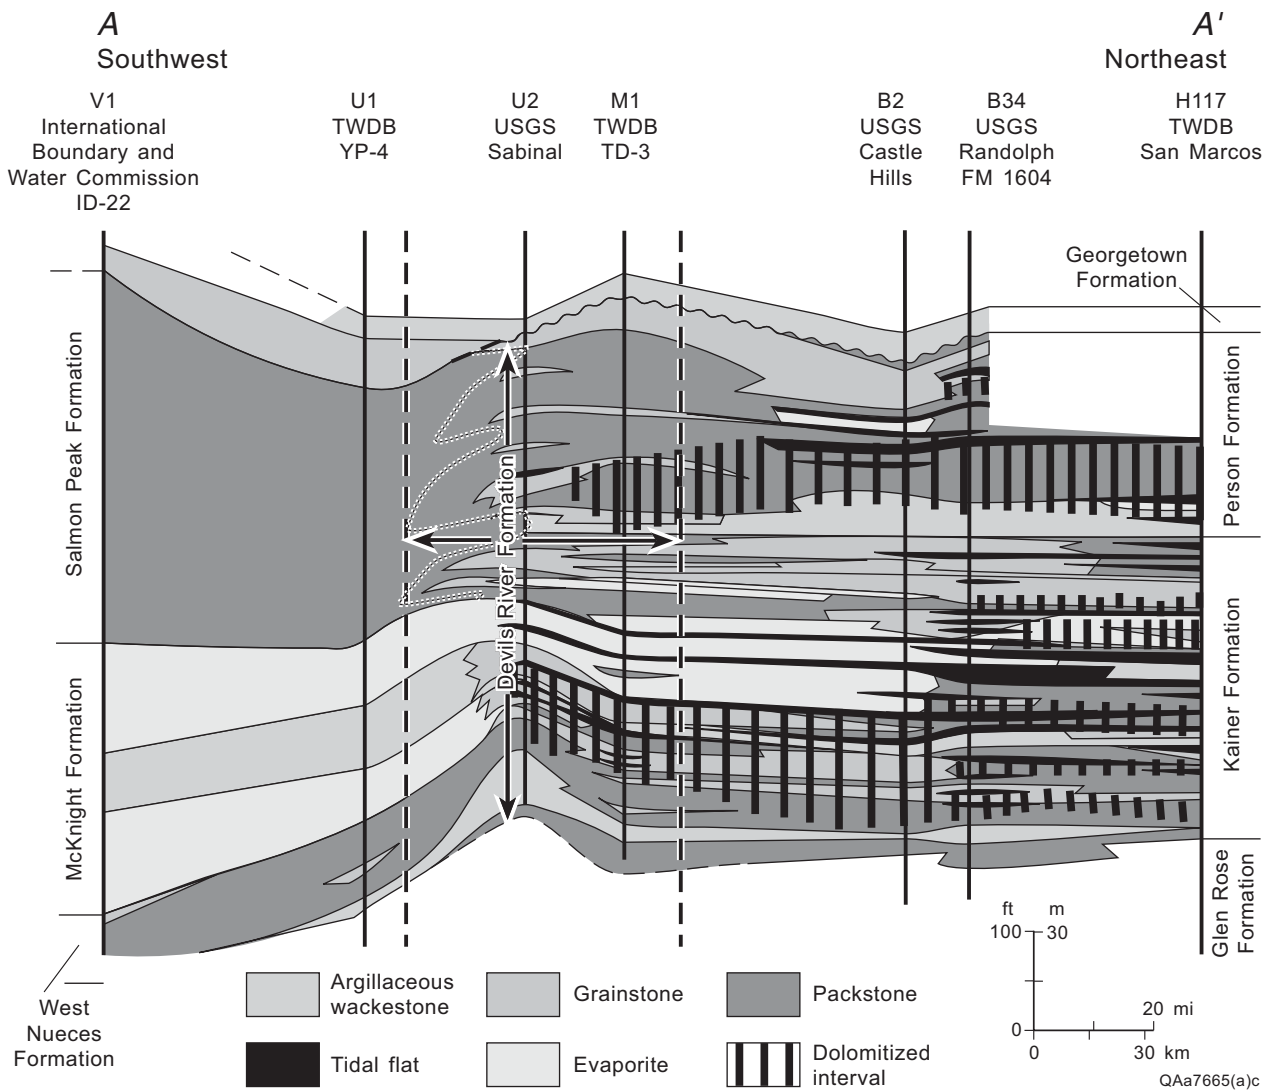 A
Southwest
A'
Northeast
V1
International
Boundary and
Water Commission
ID-22
U1
TWDB
YP-4
U2
USGS
Sabinal
M1
TWDB
TD-3
B2
USGS
Castle
Hills
B34
USGS
Randolph
FM 1604
H117
TWDB
San Marcos
Georgetown
Formation
Salmon Peak Formation
McKnight Formation
West
Nueces
Formation
Devils River Formation
Person Formation
Kainer Formation
Glen Rose
Formation
ft m
100 30
0
20 mi
0 30 km
Argillaceous
wackestone
Grainstone
Packstone
Tidal flat
Evaporite
Dolomitized
interval
QAa7665(a)c